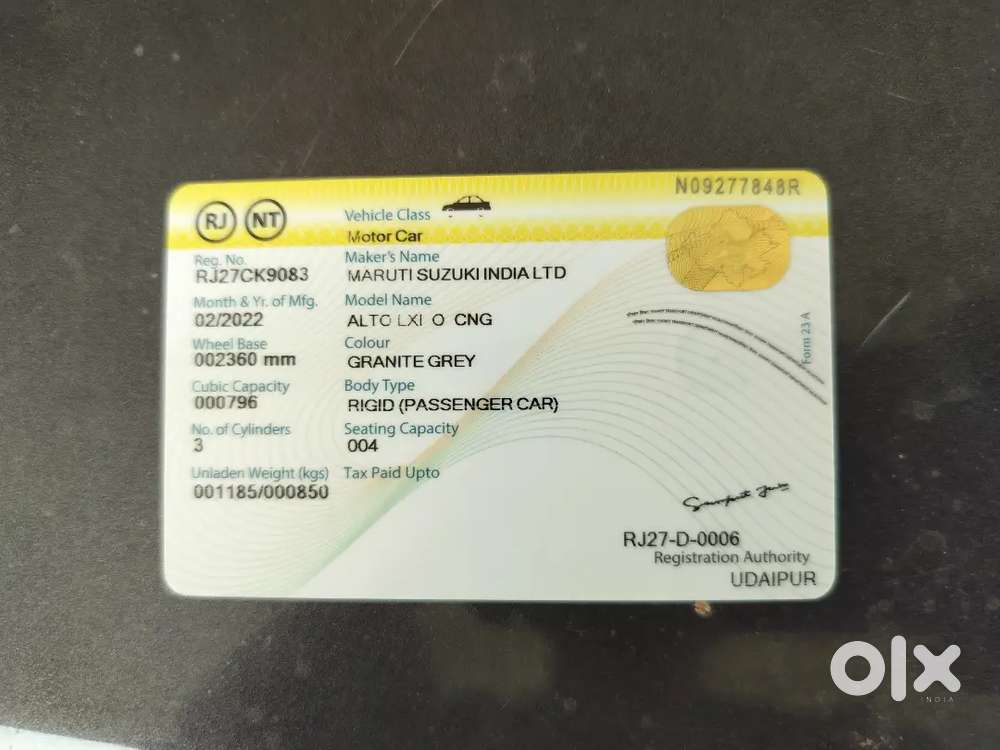 N09277848R
RJ NT
Vehicle Class
Motor Car
Reg. No.
RJ27CK9083
Maker's Name
MARUTI SUZUKI INDIA LTD
Month & Yr. of Mfg.
02/2022
Model Name
ALTO LXI O CNG
Wheel Base
002360 mm
Colour
GRANITE GREY
Cubic Capacity
000796
Body Type
RIGID (PASSENGER CAR)
No. of Cylinders
3
Seating Capacity
004
Unladen Weight (kgs)
001185/000850
Tax Paid Upto
Form 23 A
RJ27-D-0006
Registration Authority
UDAIPUR
olx
INDIA